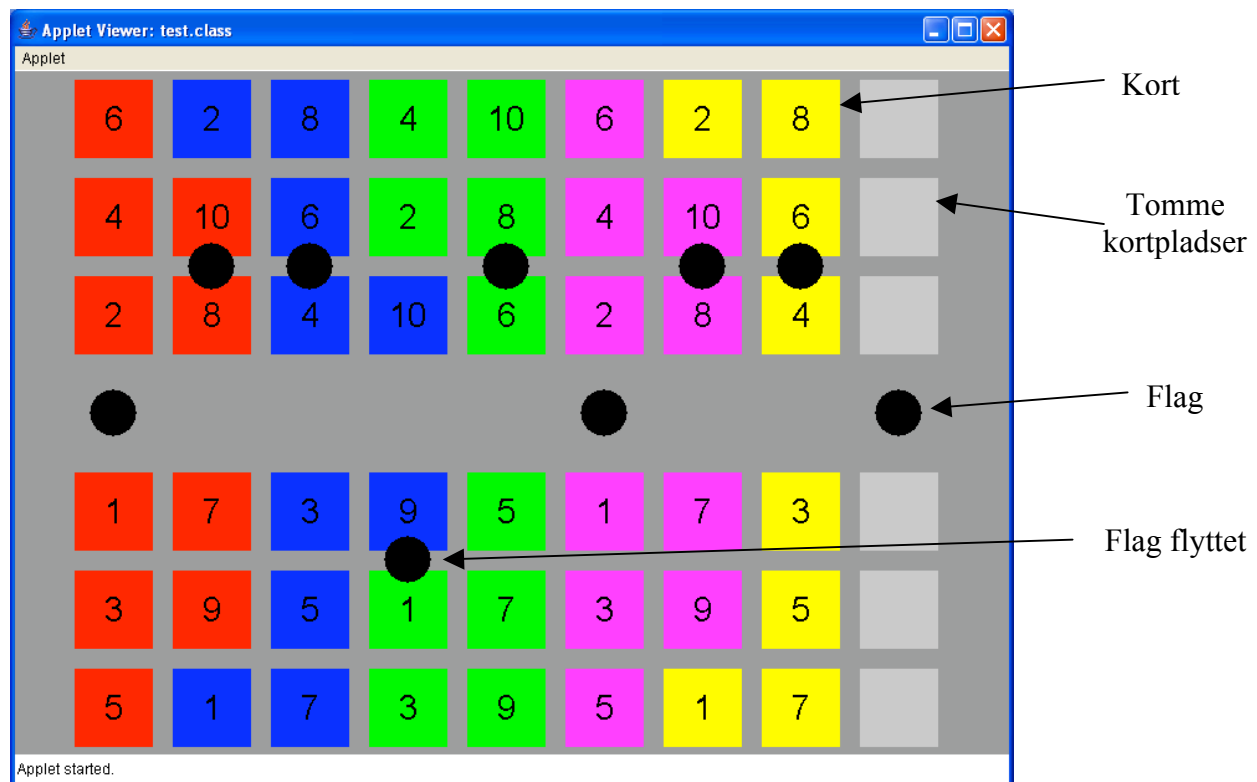 Applet Viewer: test.class
Applet
6 2 8 4 10 6 2 8
Kort
4 10 6 2 8 4 10 6
Tomme
kortpladser
2 8 4 10 6 2 8 4
Flag
1 7 3 9 5 1 7 3
Flag flyttet
3 9 5 1 7 3 9 5
5 1 7 3 9 5 1 7
Applet started.